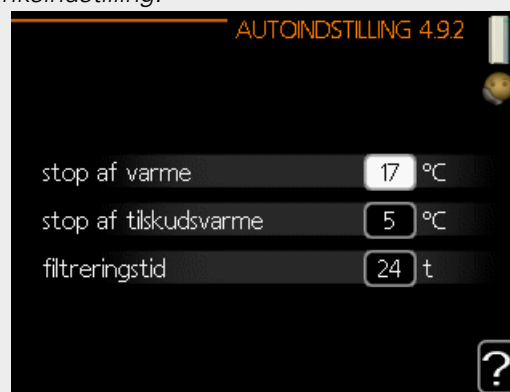 AUTOINDSTILLING 4.9.2
stop af varme 17 °C
stop af tilskudsvarme 5 °C
filtreringstid 24 t
?